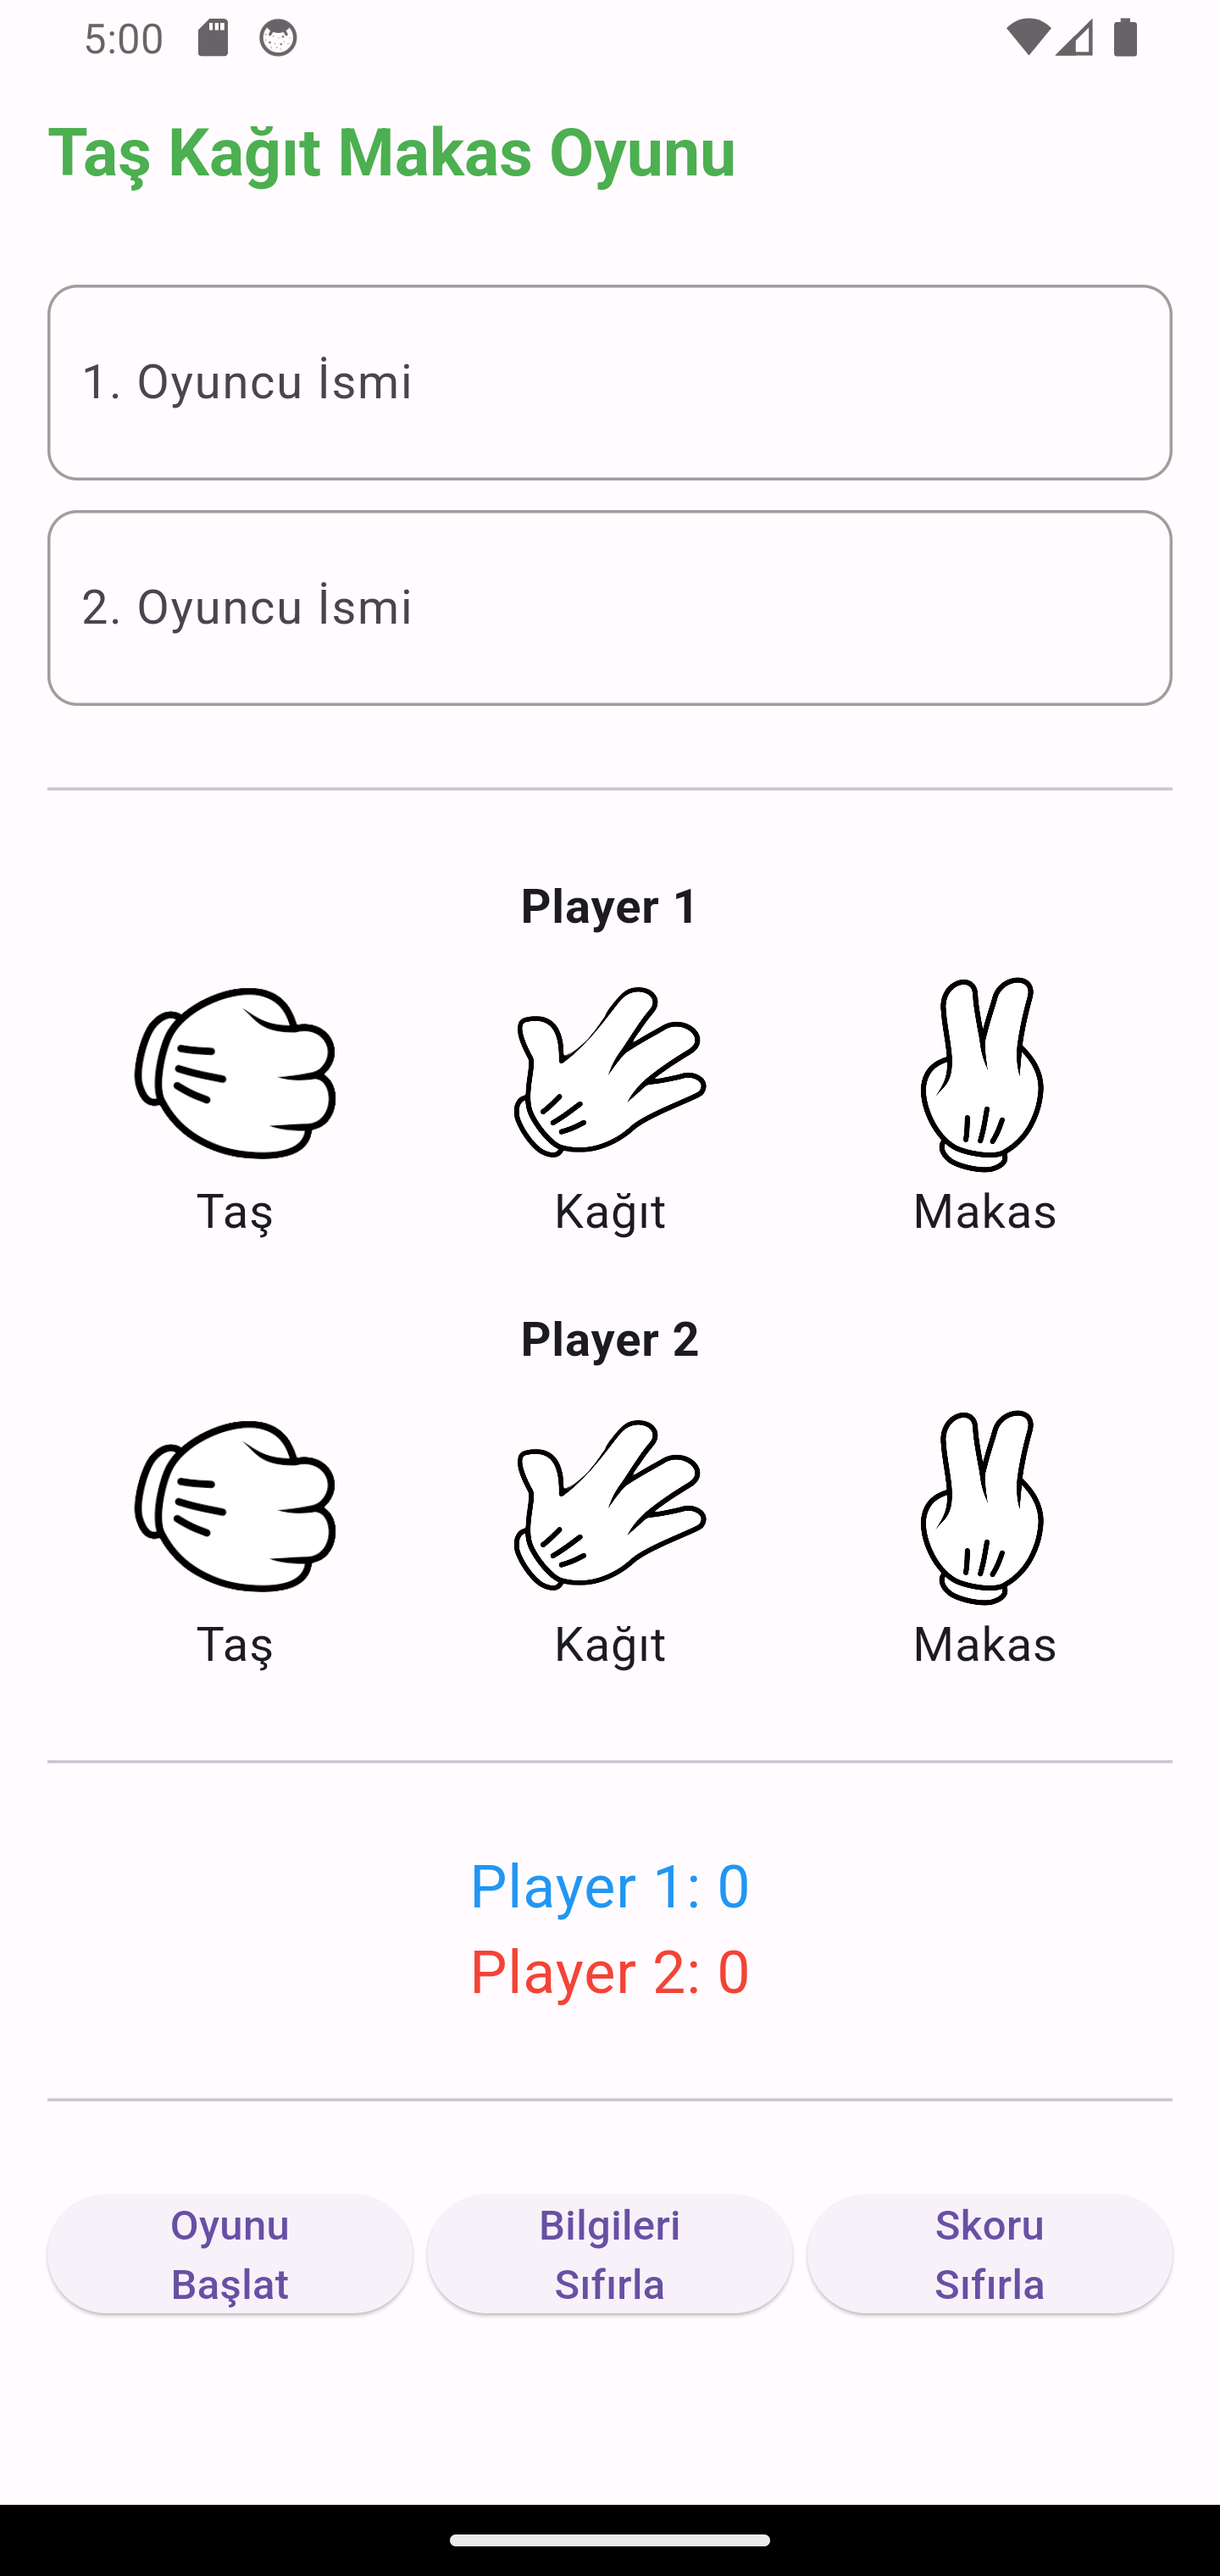 5:00
Taş Kağıt Makas Oyunu
1. Oyuncu İsmi
2. Oyuncu İsmi
Player 1
Taş Kağıt Makas
Player 2
Taş Kağıt Makas
Player 1: 0
Player 2: 0
Oyunu Başlat
Bilgileri Sıfırla
Skoru Sıfırla